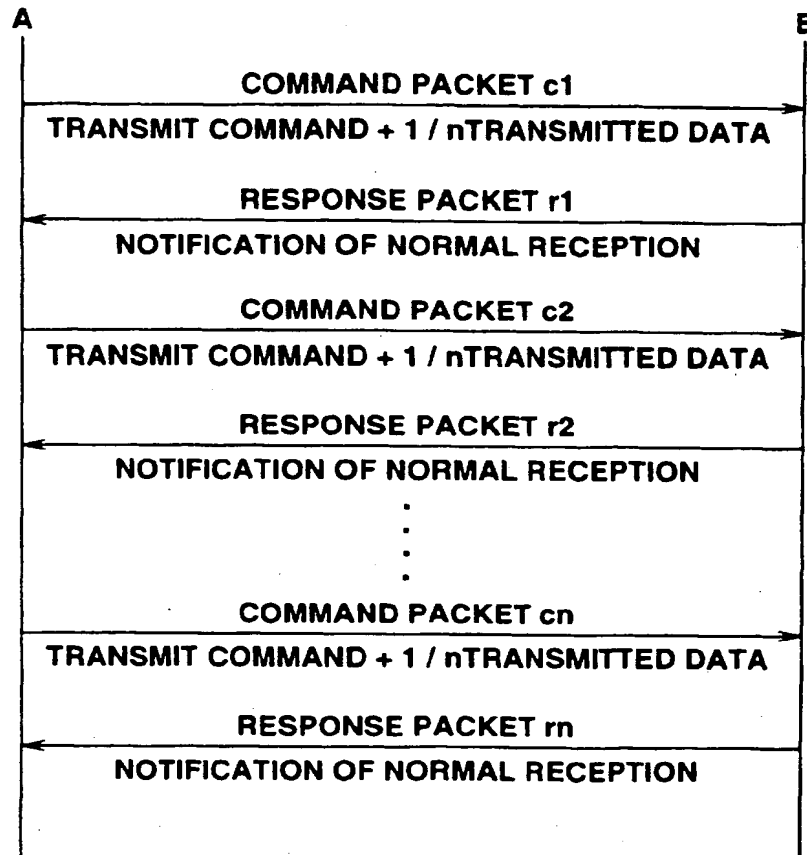 A
COMMAND PACKET c1
TRANSMIT COMMAND + 1 / nTRANSMITTED DATA
RESPONSE PACKET r1
NOTIFICATION OF NORMAL RECEPTION
COMMAND PACKET c2
TRANSMIT COMMAND + 1 / nTRANSMITTED DATA
RESPONSE PACKET r2
NOTIFICATION OF NORMAL RECEPTION
COMMAND PACKET cn
TRANSMIT COMMAND + 1 / nTRANSMITTED DATA
RESPONSE PACKET rn
NOTIFICATION OF NORMAL RECEPTION